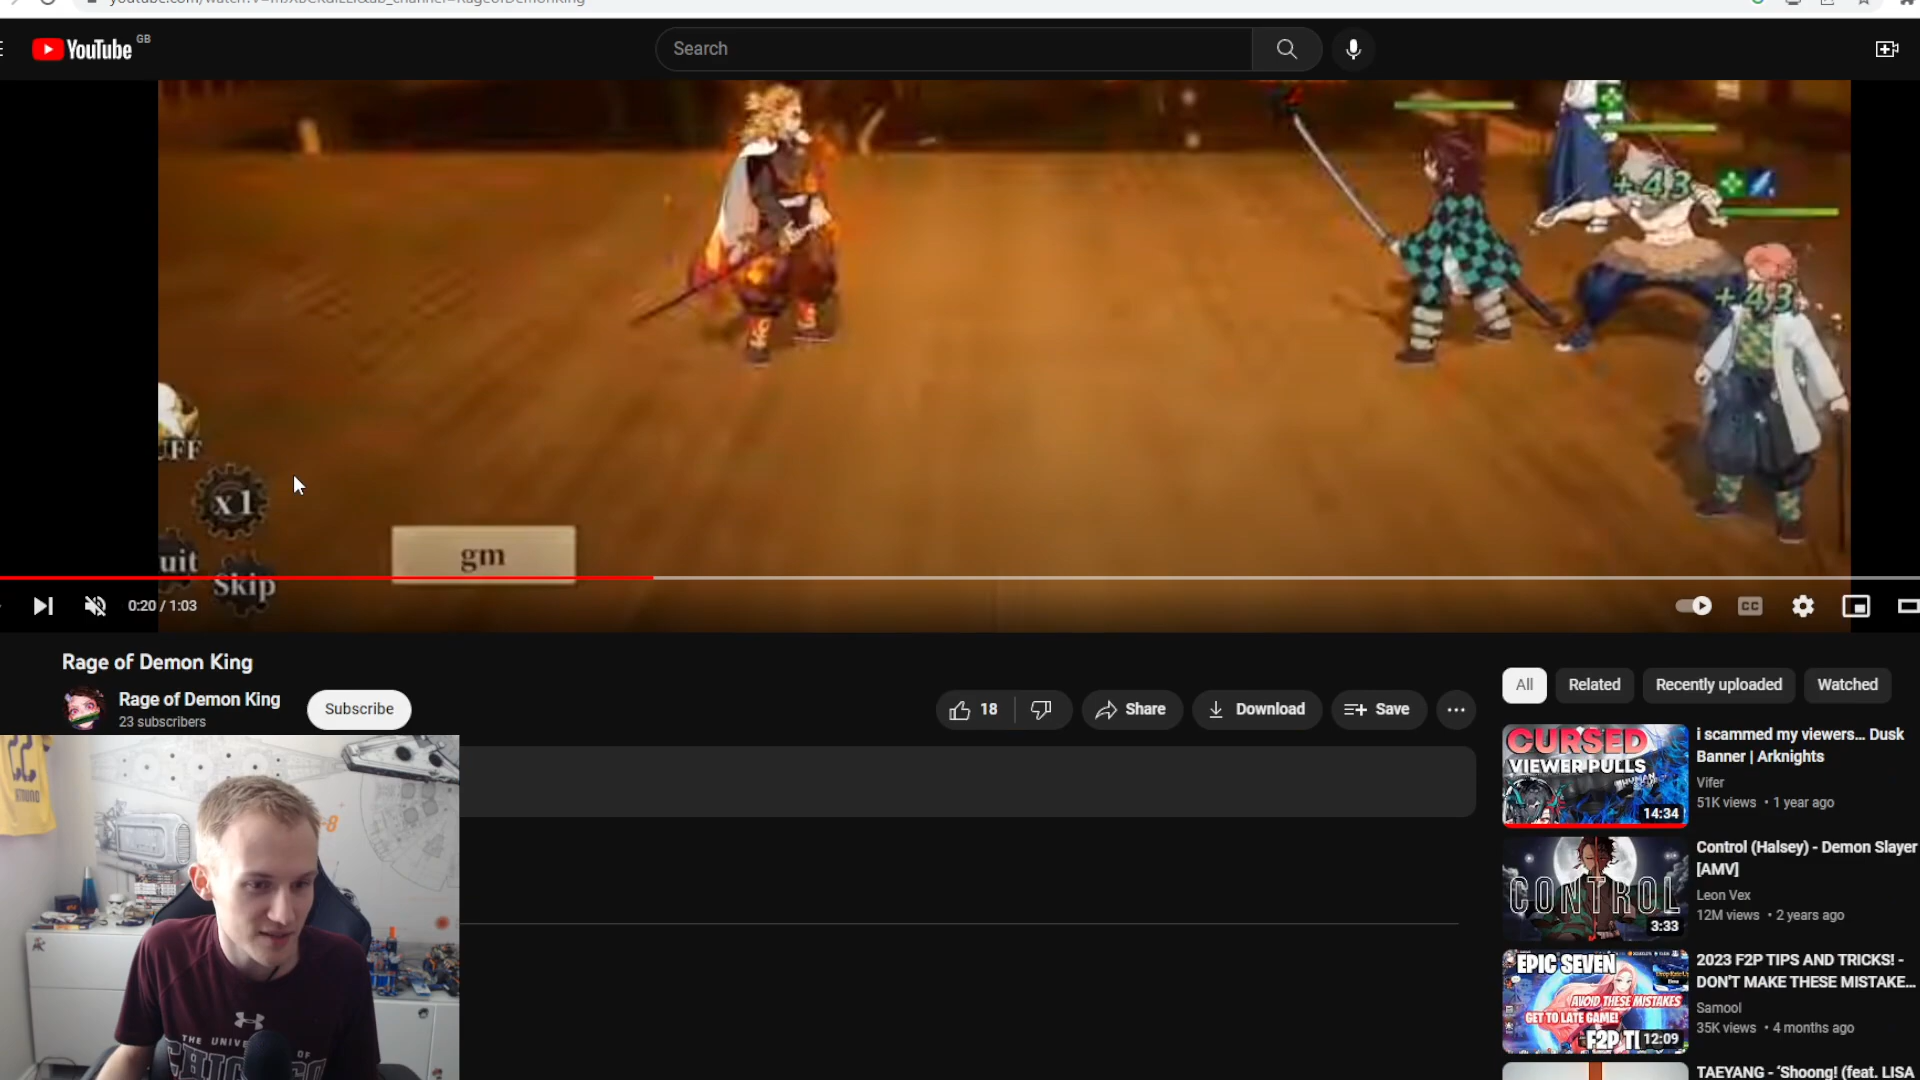 YouTube GB
Search
+43
+43
UFF
x1
uit
gm
Skip
0:20 / 1:03
CC
Rage of Demon King
Rage of Demon King
23 subscribers
Subscribe
18
Share
Download
Save
All
Related
Recently uploaded
Watched
CURSED
VIEWER PULLS
14:34
i scammed my viewers... Dusk
Banner | Arknights
Vifer
51K views • 1 year ago
CONTROL
3:33
Control (Halsey) - Demon Slayer
[AMV]
Leon Vex
12M views • 2 years ago
EPIC SEVEN
AVOID THESE MISTAKES
GET TO LATE GAME!
12:09
2023 F2P TIPS AND TRICKS! -
DON'T MAKE THESE MISTAKE...
Samool
35K views • 4 months ago
TAEYANG - 'Shoong! (feat. LISA
22
THE UNIV OF